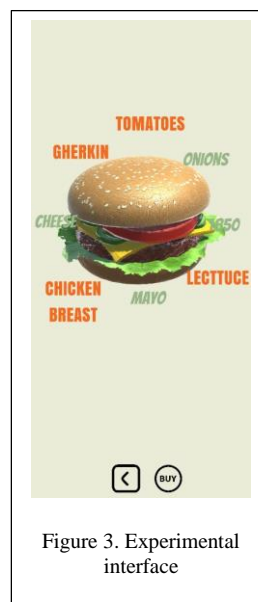 TOMATOES
GHERKIN
ONIONS
CHEESE
LECTTUCE
CHICKEN
BREAST
MAYO
BUY
Figure 3. Experimental
interface